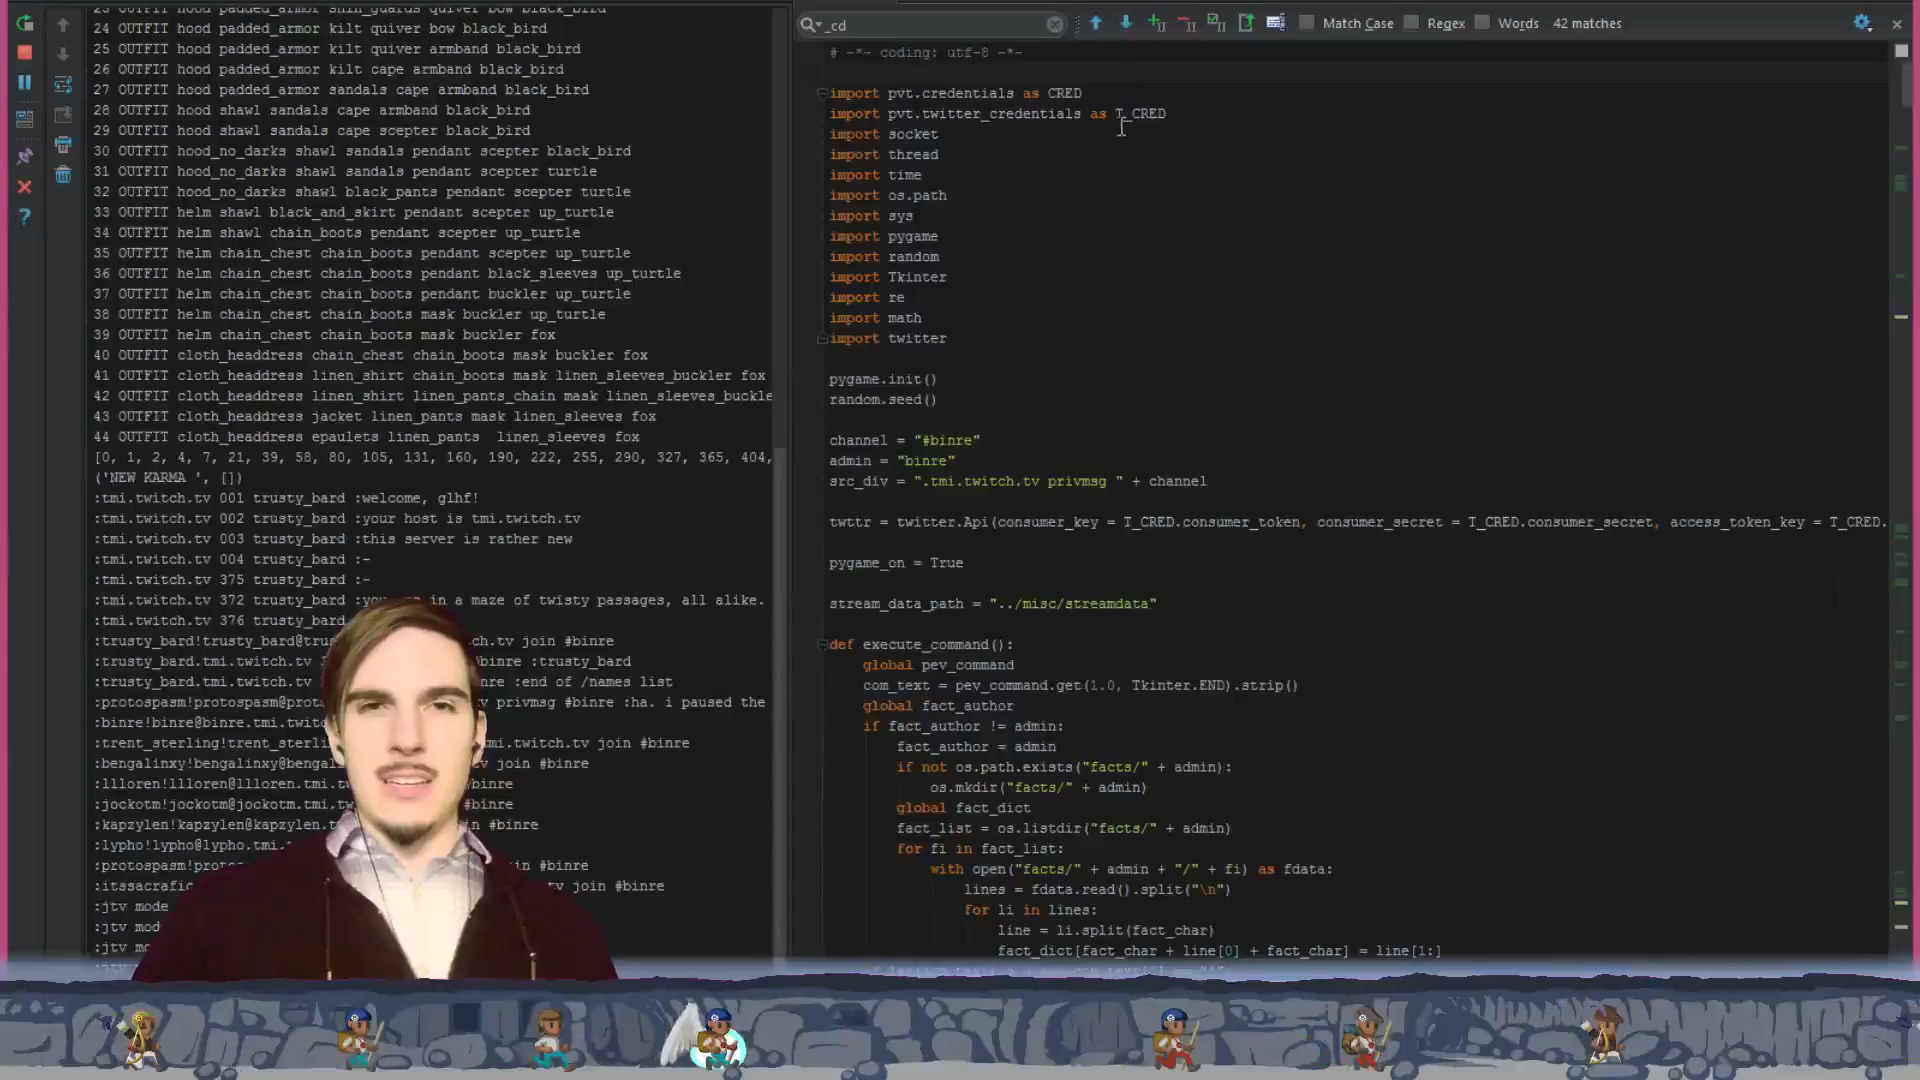 23 OUTFIT hood padded_armor shin_guards quiver bow black_bird
24 OUTFIT hood padded_armor kilt quiver bow black_bird
25 OUTFIT hood padded_armor kilt quiver armband black_bird
26 OUTFIT hood padded_armor kilt cape armband black_bird
27 OUTFIT hood padded_armor sandals cape armband black_bird
28 OUTFIT hood shawl sandals cape armband black_bird
29 OUTFIT hood shawl sandals cape scepter black_bird
30 OUTFIT hood_no_darks shawl sandals pendant scepter black_bird
31 OUTFIT hood_no_darks shawl sandals pendant scepter turtle
32 OUTFIT hood_no_darks shawl black_pants pendant scepter turtle
33 OUTFIT helm shawl black_and_skirt pendant scepter up_turtle
34 OUTFIT helm shawl chain_boots pendant scepter up_turtle
35 OUTFIT helm chain_chest chain_boots pendant scepter up_turtle
36 OUTFIT helm chain_chest chain_boots pendant black_sleeves up_turtle
37 OUTFIT helm chain_chest chain_boots pendant buckler up_turtle
38 OUTFIT helm chain_chest chain_boots mask buckler up_turtle
39 OUTFIT helm chain_chest chain_boots mask buckler fox
40 OUTFIT cloth_headdress chain_chest chain_boots mask buckler fox
41 OUTFIT cloth_headdress linen_shirt chain_boots mask linen_sleeves_buckler fox
42 OUTFIT cloth_headdress linen_shirt linen_pants_chain mask linen_sleeves_buckle
43 OUTFIT cloth_headdress jacket linen_pants mask linen_sleeves fox
44 OUTFIT cloth_headdress epaulets linen_pants  linen_sleeves fox
[0, 1, 2, 4, 7, 21, 39, 58, 80, 105, 131, 160, 190, 222, 255, 290, 327, 365, 404,
('NEW KARMA ', [])
:tmi.twitch.tv 001 trusty_bard :welcome, glhf!
:tmi.twitch.tv 002 trusty_bard :your host is tmi.twitch.tv
:tmi.twitch.tv 003 trusty_bard :this server is rather new
:tmi.twitch.tv 004 trusty_bard :-
:tmi.twitch.tv 375 trusty_bard :-
:tmi.twitch.tv 372 trusty_bard in a maze of twisty passages, all alike.
:tmi.twitch.tv 376 trusty_bard
:trusty_bard!trusty_bard@trus ch.tv join #binre
:trusty_bard.tmi.twitch.tv binre :trusty_bard
:trusty_bard.tmi.twitch.t nre :end of /names list
:protospasm!protospasm@prot v privmsg #binre :ha. i paused the
:binre!binre@binre.tmi.twitc
:trent_sterling!trent_sterli mi.twitch.tv join #binre
:bengalinxy!bengalinxy@bengal v join #binre
:llloren!llloren@llloren.tmi.t #binre
:jockotm!jockotm@jockotm.tmi.tw #binre
:kapzylen!kapzylen@kapzylen.t n #binre
:lypho!lypho@lypho.tmi.
:protospasm!proto in #binre
:itssacrafic tv join #binre
:jtv mode
:jtv mod
:jtv mo
_cd
Match Case Regex Words 42 matches
# -*- coding: utf-8 -*-
import pvt.credentials as CRED
import pvt.twitter_credentials as T_CRED
import socket
import thread
import time
import os.path
import sys
import pygame
import random
import Tkinter
import re
import math
import twitter
pygame.init()
random.seed()
channel = "#binre"
admin = "binre"
src_div = ".tmi.twitch.tv privmsg " + channel
twttr = twitter.Api(consumer_key = T_CRED.consumer_token, consumer_secret = T_CRED.consumer_secret, access_token_key = T_CRED.
pygame_on = True
stream_data_path = "../misc/streamdata"
def execute_command():
global pev_command
com_text = pev_command.get(1.0, Tkinter.END).strip()
global fact_author
if fact_author != admin:
fact_author = admin
if not os.path.exists("facts/" + admin):
os.mkdir("facts/" + admin)
global fact_dict
fact_list = os.listdir("facts/" + admin)
for fi in fact_list:
with open("facts/" + admin + "/" + fi) as fdata:
lines = fdata.read().split("\n")
for li in lines:
line = li.split(fact_char)
fact_dict[fact_char + line[0] + fact_char] = line[1:]